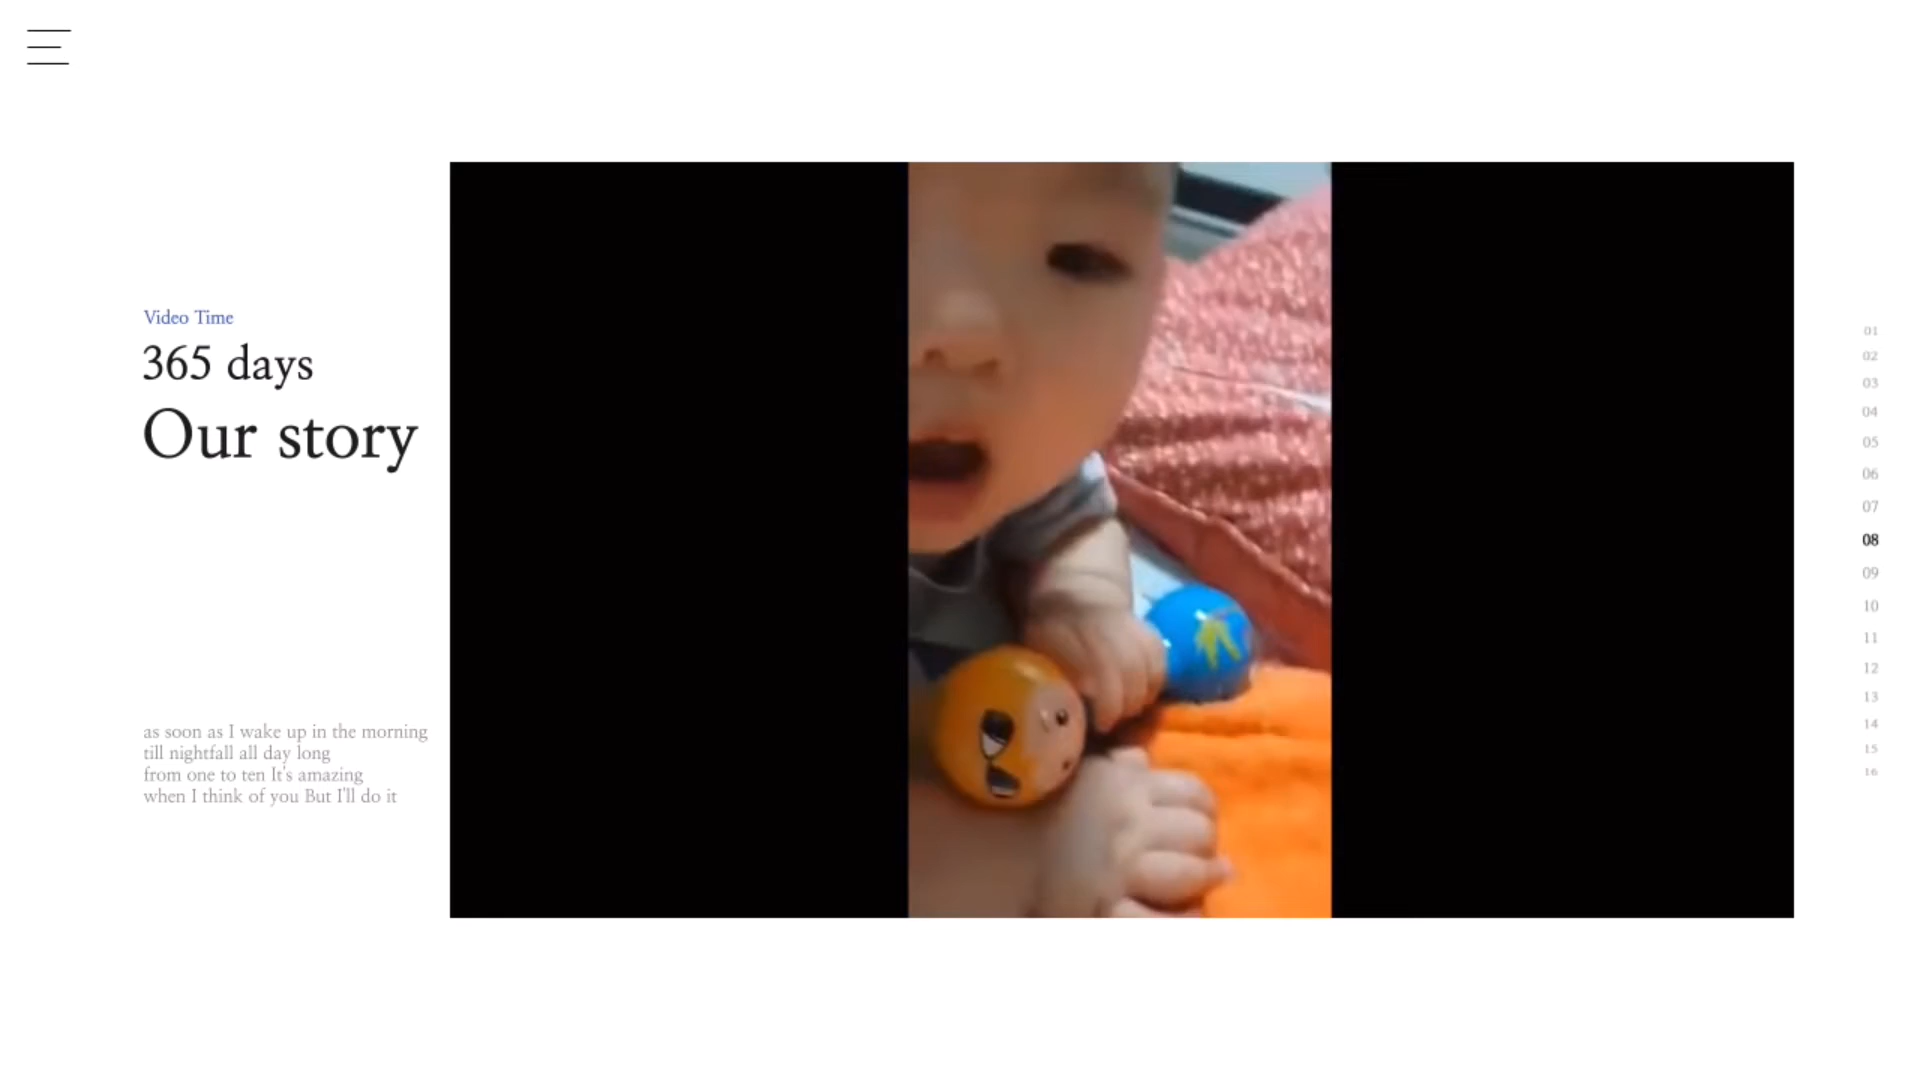 Video Time
365 days
Our story
as soon as I wake up in the morning
till nightfall all day long
from one to ten It's amazing
when I think of you But I'll do it
01
02
03
04
05
06
07
08
09
10
11
12
13
14
15
16